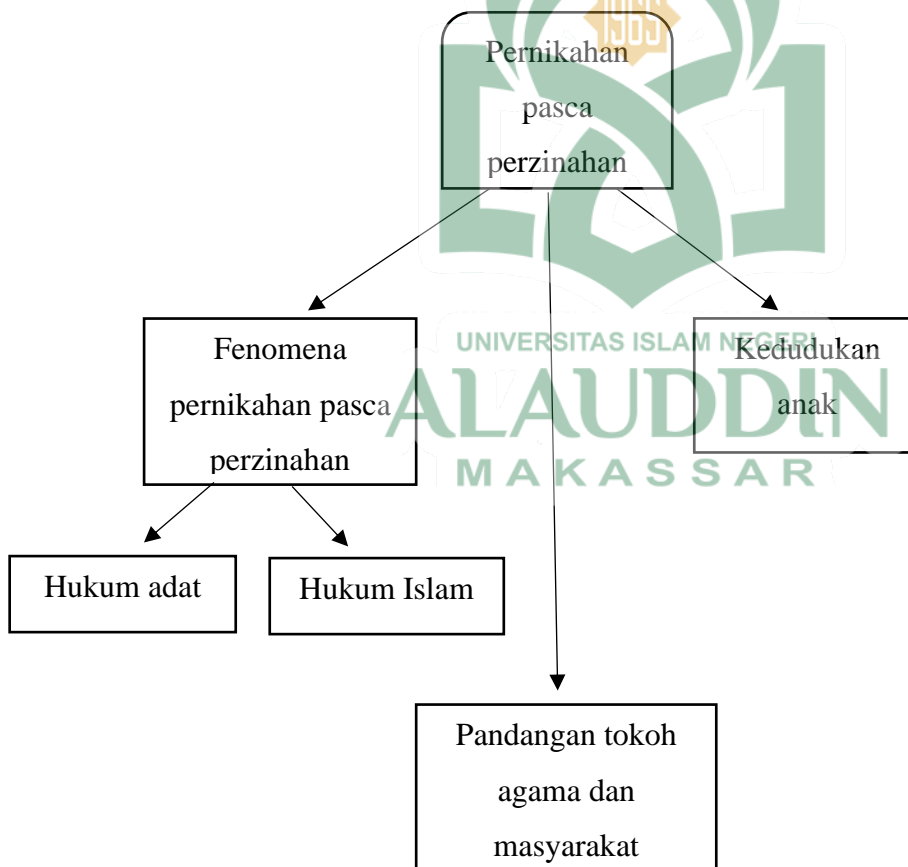 1965
Pernikahan
pasca
perzinahan
Fenomena
pernikahan pasca
perzinahan
UNIVERSITAS ISLAM NEGERI
ALAUDDIN
MAKASSAR
Kedudukan
anak
Hukum adat
Hukum Islam
Pandangan tokoh
agama dan
masyarakat